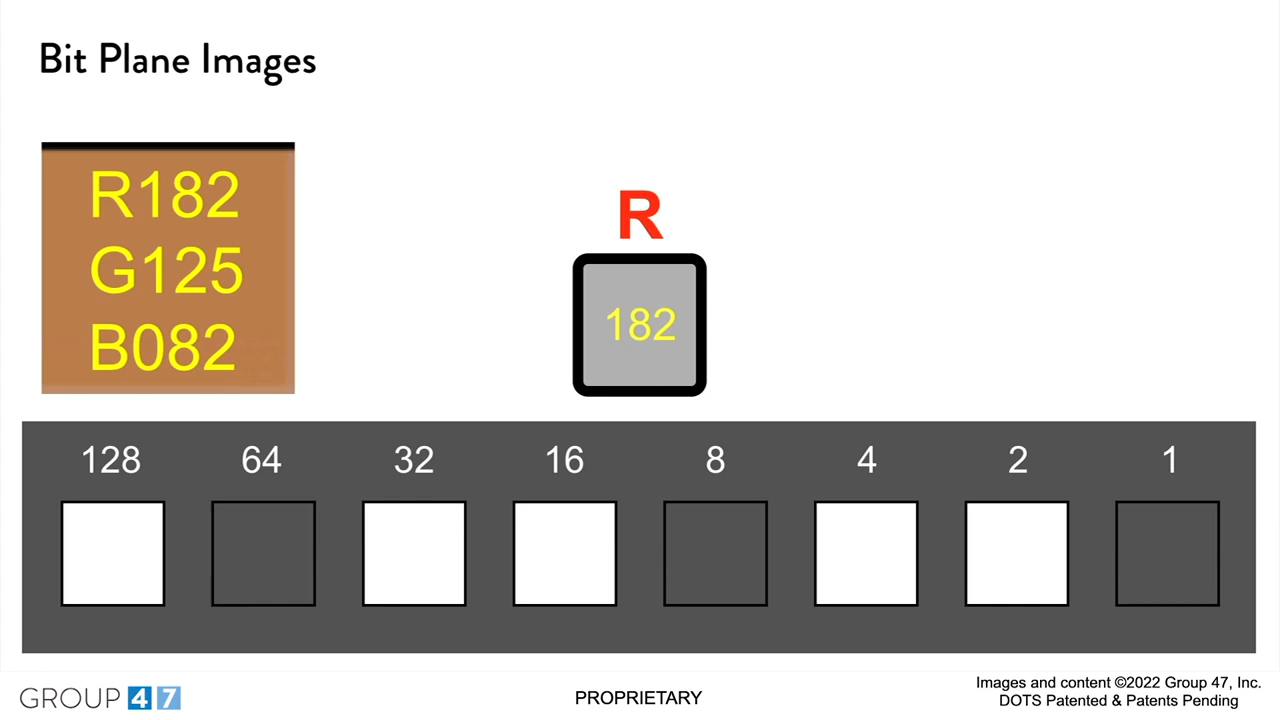 Bit Plane Images
R182
G125
B082
R
182
128 64 32 16 8 4 2 1
GROUP 47
PROPRIETARY
Images and content ©2022 Group 47, Inc.
DOTS Patented & Patents Pending